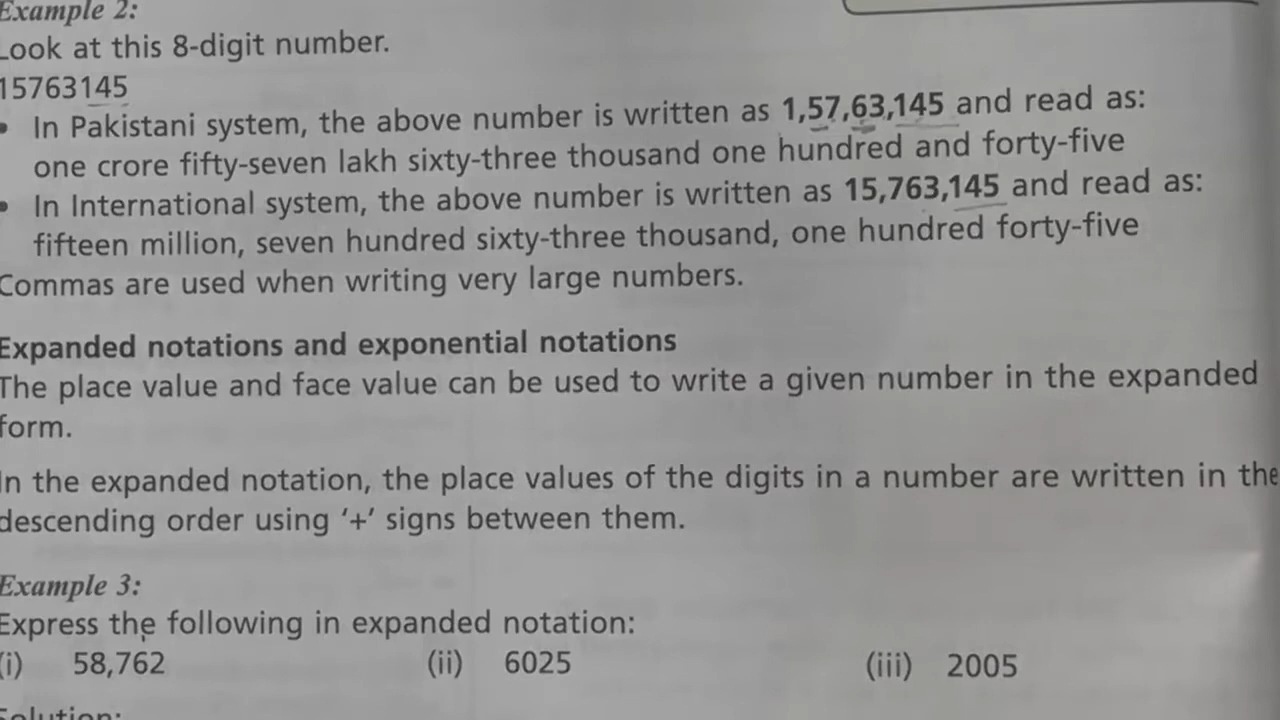 Example 2:
Look at this 8-digit number.
15763145
• In Pakistani system, the above number is written as 1,57,63,145 and read as:
one crore fifty-seven lakh sixty-three thousand one hundred and forty-five
• In International system, the above number is written as 15,763,145 and read as:
fifteen million, seven hundred sixty-three thousand, one hundred forty-five
Commas are used when writing very large numbers.
Expanded notations and exponential notations
The place value and face value can be used to write a given number in the expanded
form.
In the expanded notation, the place values of the digits in a number are written in the
descending order using ‘+’ signs between them.
Example 3:
Express the following in expanded notation:
(i) 58,762 (ii) 6025 (iii) 2005
Solution: